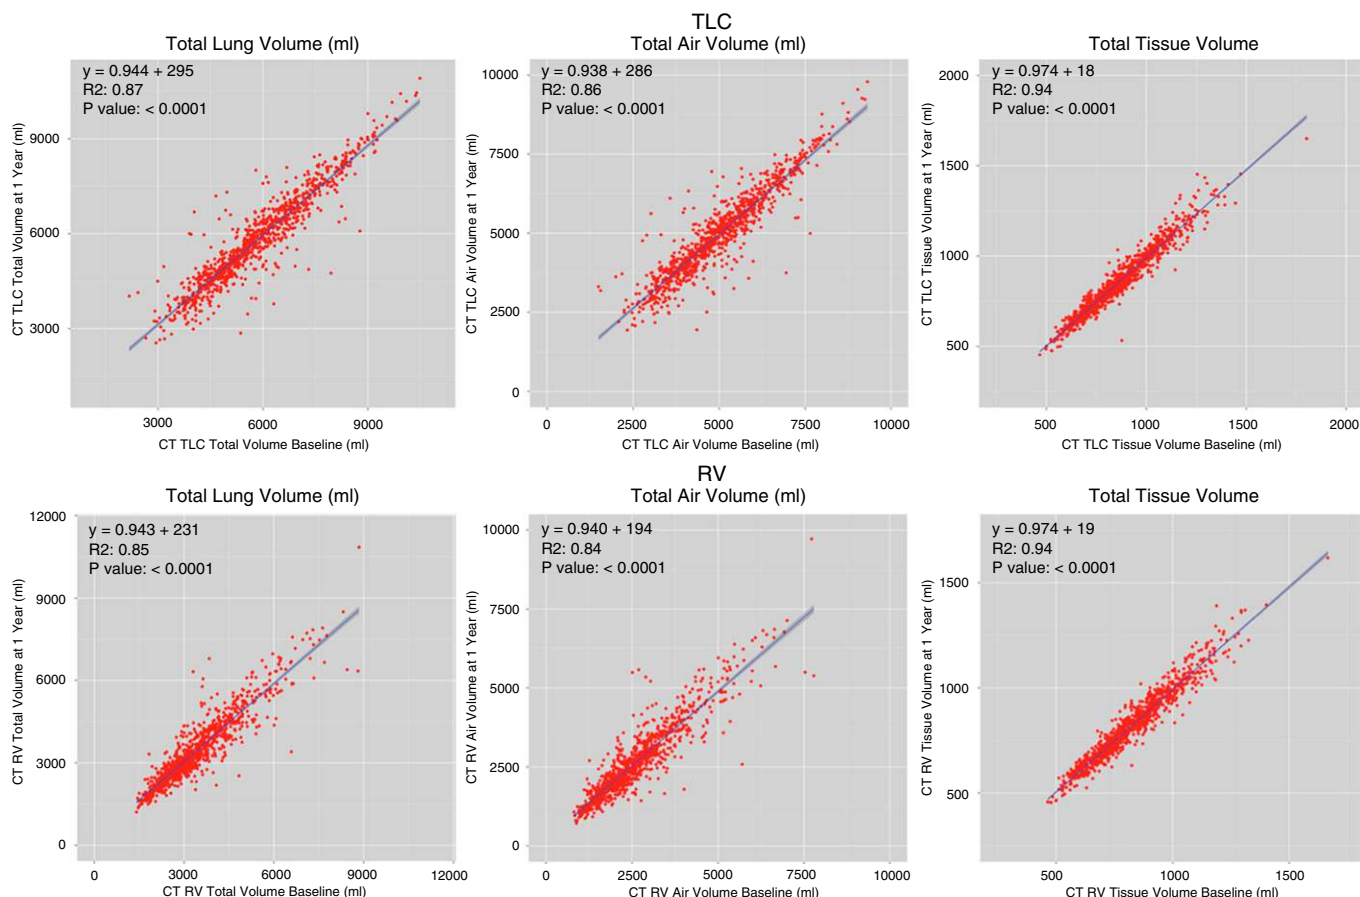 TLC
Total Lung Volume (ml)
y = 0.944 + 295
R2: 0.87
P value: < 0.0001
CT TLC Total Volume at 1 Year (ml)
9000
6000
3000
3000 6000 9000
CT TLC Total Volume Baseline (ml)
Total Air Volume (ml)
y = 0.938 + 286
R2: 0.86
P value: < 0.0001
CT TLC Air Volume at 1 Year (ml)
10000
7500
5000
2500
0
0 2500 5000 7500 10000
CT TLC Air Volume Baseline (ml)
Total Tissue Volume
y = 0.974 + 18
R2: 0.94
P value: < 0.0001
CT TLC Tissue Volume at 1 Year (ml)
2000
1500
1000
500
500 1000 1500 2000
CT TLC Tissue Volume Baseline (ml)
RV
Total Lung Volume (ml)
y = 0.943 + 231
R2: 0.85
P value: < 0.0001
CT RV Total Volume at 1 Year (ml)
12000
9000
6000
3000
0
0 3000 6000 9000 12000
CT RV Total Volume Baseline (ml)
Total Air Volume (ml)
y = 0.940 + 194
R2: 0.84
P value: < 0.0001
CT RV Air Volume at 1 Year (ml)
10000
7500
5000
2500
0
0 2500 5000 7500 10000
CT RV Air Volume Baseline (ml)
Total Tissue Volume
y = 0.974 + 19
R2: 0.94
P value: < 0.0001
CT RV Tissue Volume at 1 Year (ml)
1500
1000
500
500 1000 1500
CT RV Tissue Volume Baseline (ml)